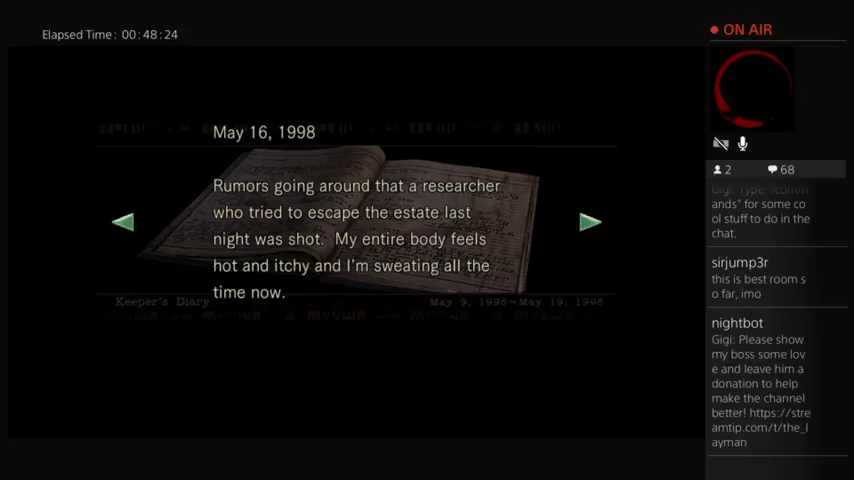 Elapsed Time: 00:48:24
ON AIR
May 16, 1998
Rumors going around that a researcher
who tried to escape the estate last
night was shot. My entire body feels
hot and itchy and I'm sweating all the
time now.
Keeper's Diary
May 9, 1998~May 19, 1998
2
68
Gigi: Type "!comm
ands" for some co
ol stuff to do in the
chat.
sirjump3r
this is best room s
o far, imo
nightbot
Gigi: Please show
my boss some lov
e and leave him a
donation to help
make the channel
better! https://stre
amtip.com/t/the_l
ayman